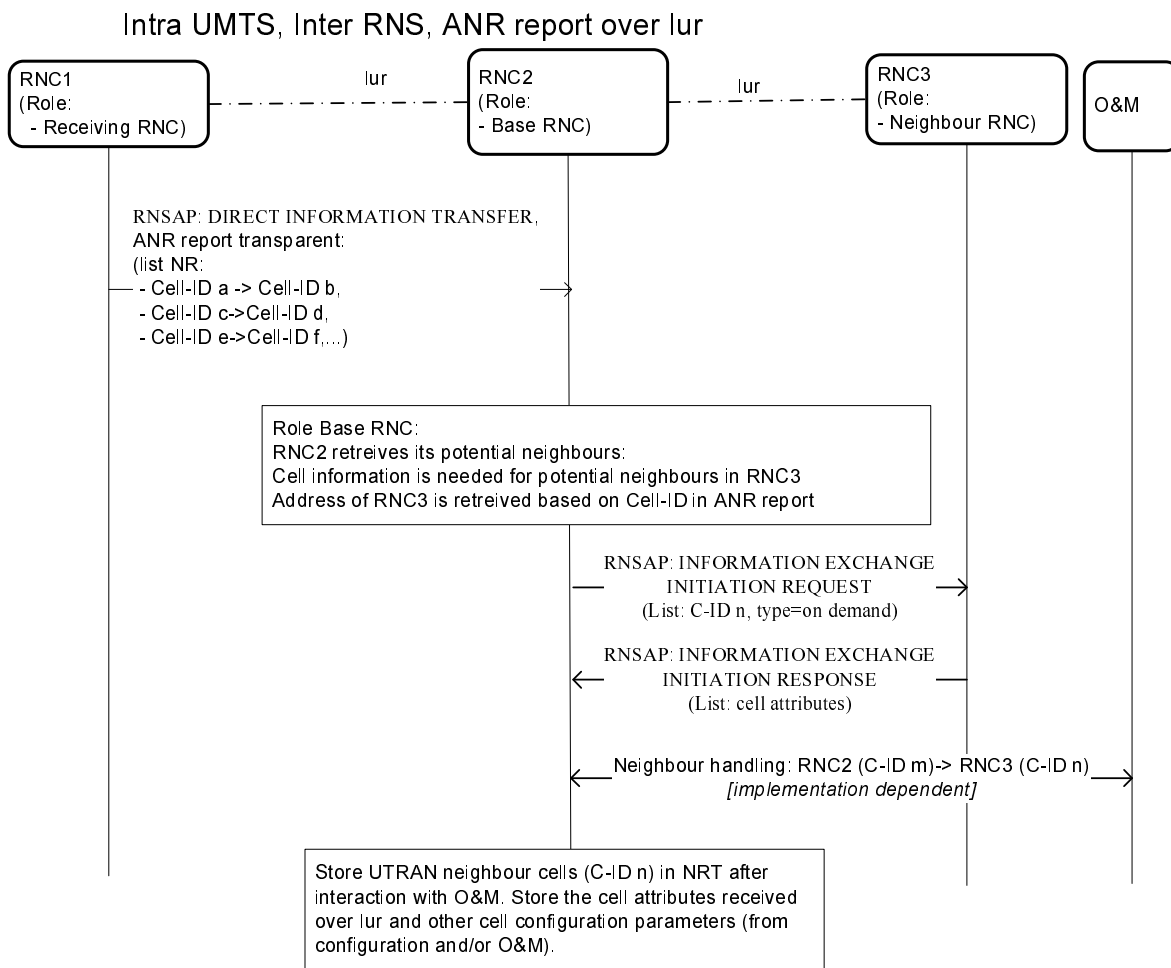 Intra UMTS, Inter RNS, ANR report over Iur
RNC1
(Role:
- Receiving RNC)
Iur
RNC2
(Role:
- Base RNC)
Iur
RNC3
(Role:
- Neighbour RNC)
O&M
RNSAP: DIRECT INFORMATION TRANSFER,
ANR report transparent:
(list NR:
- Cell-ID a -> Cell-ID b,
- Cell-ID c->Cell-ID d,
- Cell-ID e->Cell-ID f,...)
Role Base RNC:
RNC2 retreives its potential neighbours:
Cell information is needed for potential neighbours in RNC3
Address of RNC3 is retreived based on Cell-ID in ANR report
RNSAP: INFORMATION EXCHANGE
INITIATION REQUEST
(List: C-ID n, type=on demand)
RNSAP: INFORMATION EXCHANGE
INITIATION RESPONSE
(List: cell attributes)
Neighbour handling: RNC2 (C-ID m)-> RNC3 (C-ID n)
[implementation dependent]
Store UTRAN neighbour cells (C-ID n) in NRT after
interaction with O&M. Store the cell attributes received
over Iur and other cell configuration parameters (from
configuration and/or O&M).